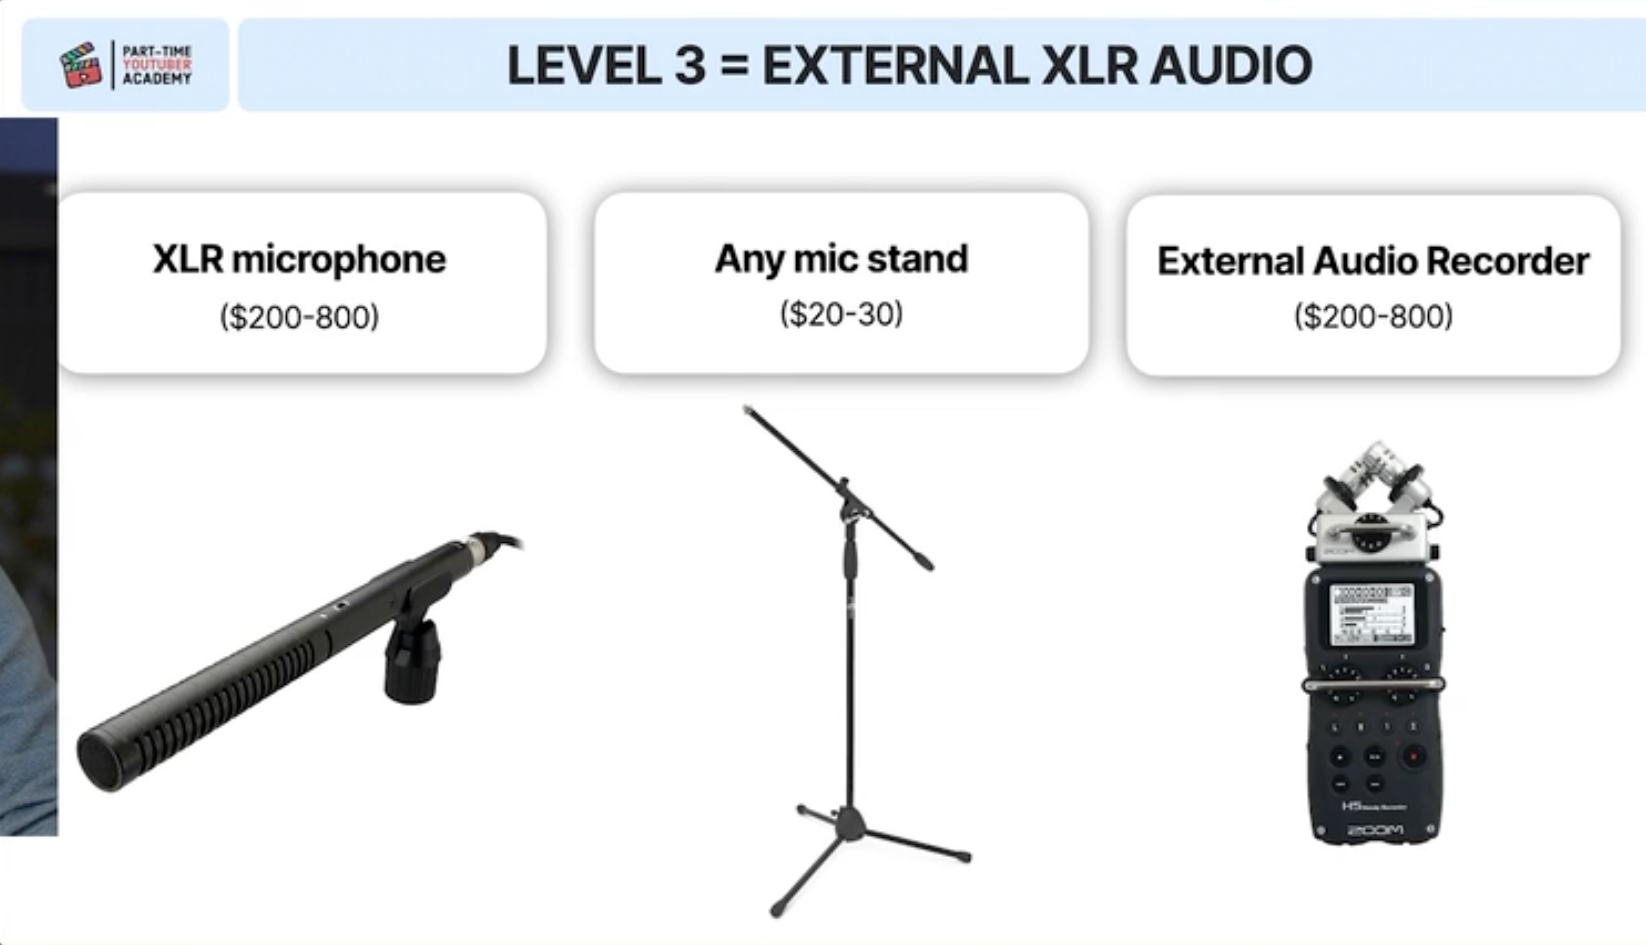 PART-TIME
YOUTUBER
ACADEMY
LEVEL 3 = EXTERNAL XLR AUDIO
XLR microphone
($200-800)
Any mic stand
($20-30)
External Audio Recorder
($200-800)
H5
ZOOM